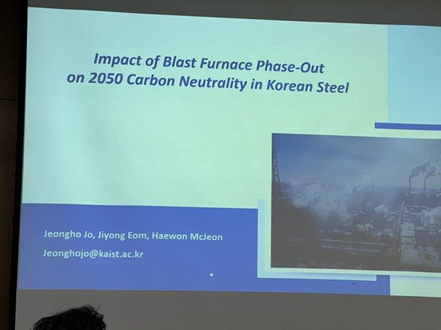 Impact of Blast Furnace Phase-Out
on 2050 Carbon Neutrality in Korean Steel
Jeongho Jo, Jiyong Eom, Haewon McJeon
Jeonghojo@kaist.ac.kr